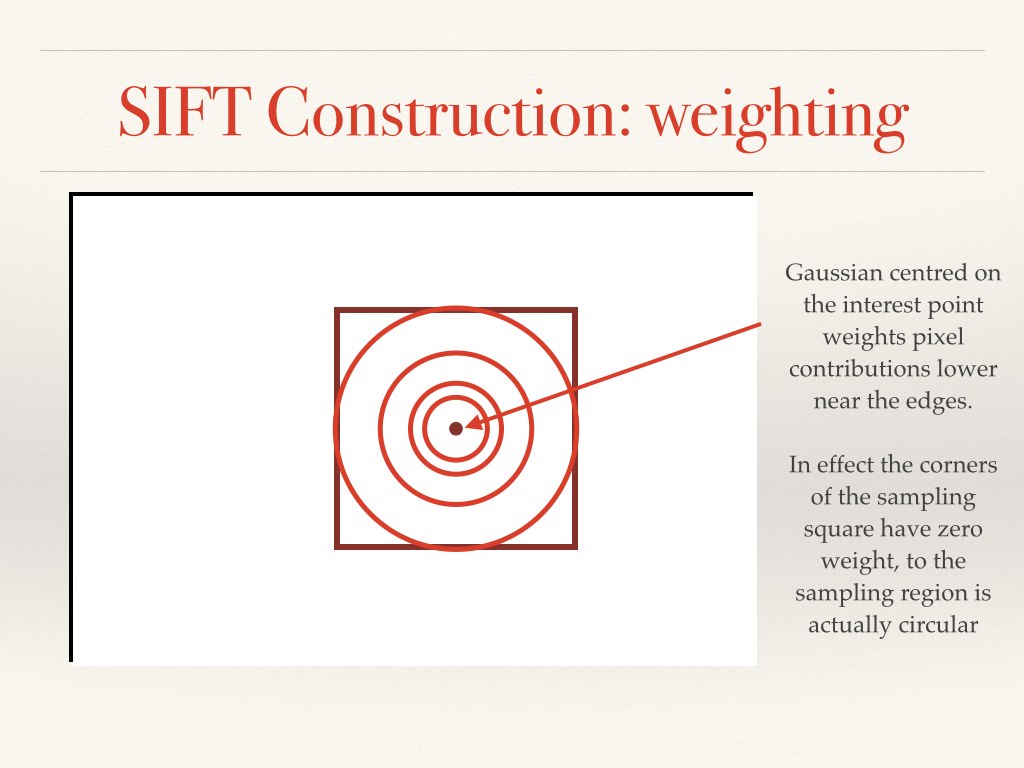 SIFT Construction: weighting
Gaussian centred on
the interest point
weights pixel
contributions lower
near the edges.
In effect the corners
of the sampling
square have zero
weight, to the
sampling region is
actually circular